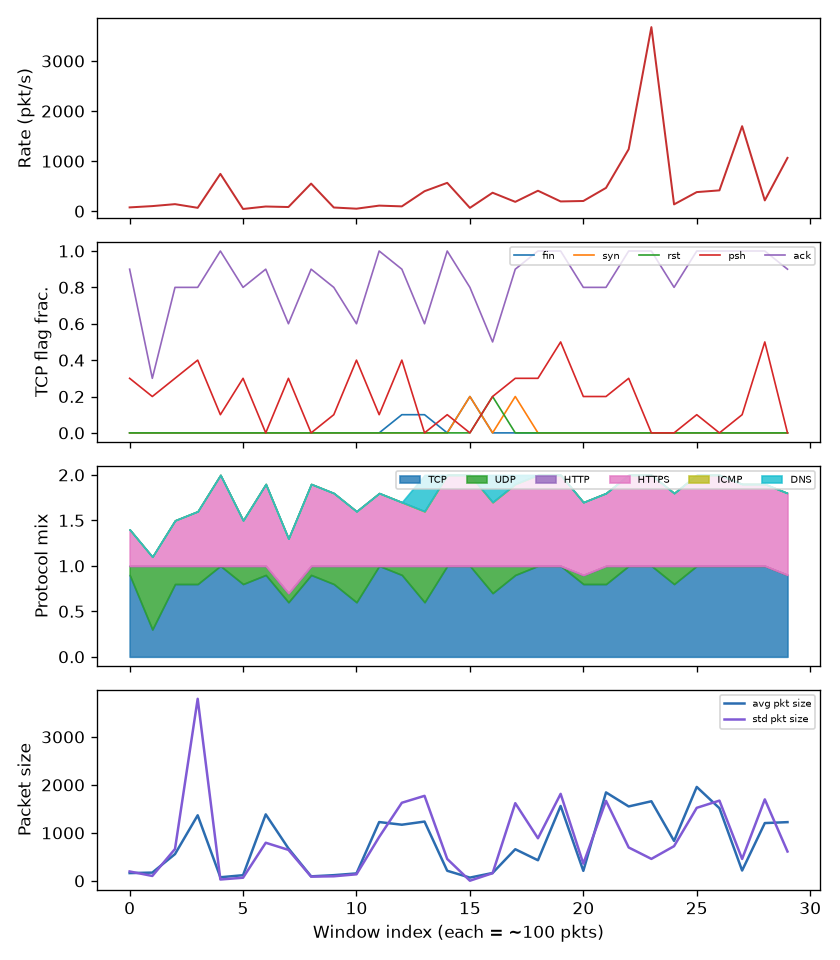 Rate (pkt/s)
3000
2000
1000
0
TCP flag frac.
1.0
0.8
0.6
0.4
0.2
0.0
fin syn rst psh ack
Protocol mix
2.0
1.5
1.0
0.5
0.0
TCP UDP HTTP HTTPS ICMP DNS
Packet size
3000
2000
1000
0
avg pkt size
std pkt size
0 5 10 15 20 25 30
Window index (each = ~100 pkts)